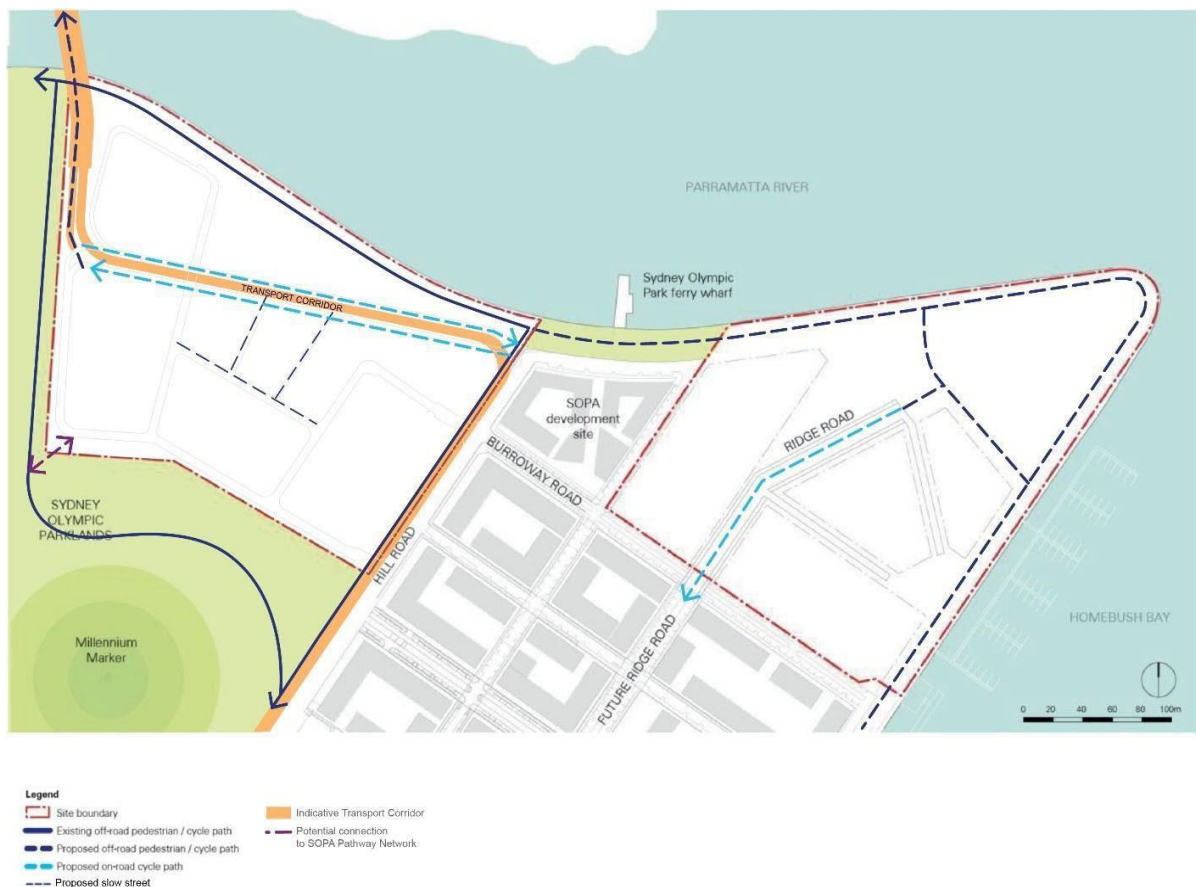 PARRAMATTA RIVER
Sydney Olympic
Park ferry wharf
TRANSPORT CORRIDOR
SOPA
development
site
RIDGE ROAD
BURROWAY ROAD
SYDNEY
OLYMPIC
PARKLANDS
HILL ROAD
HOMEBUSH BAY
Millennium
Marker
FUTURE RIDGE ROAD
0 20 40 60 80 100m
Legend
Site boundary
Existing off-road pedestrian / cycle path
Proposed off-road pedestrian / cycle path
Proposed on-road cycle path
Proposed slow street
Indicative Transport Corridor
Potential connection
to SOPA Pathway Network